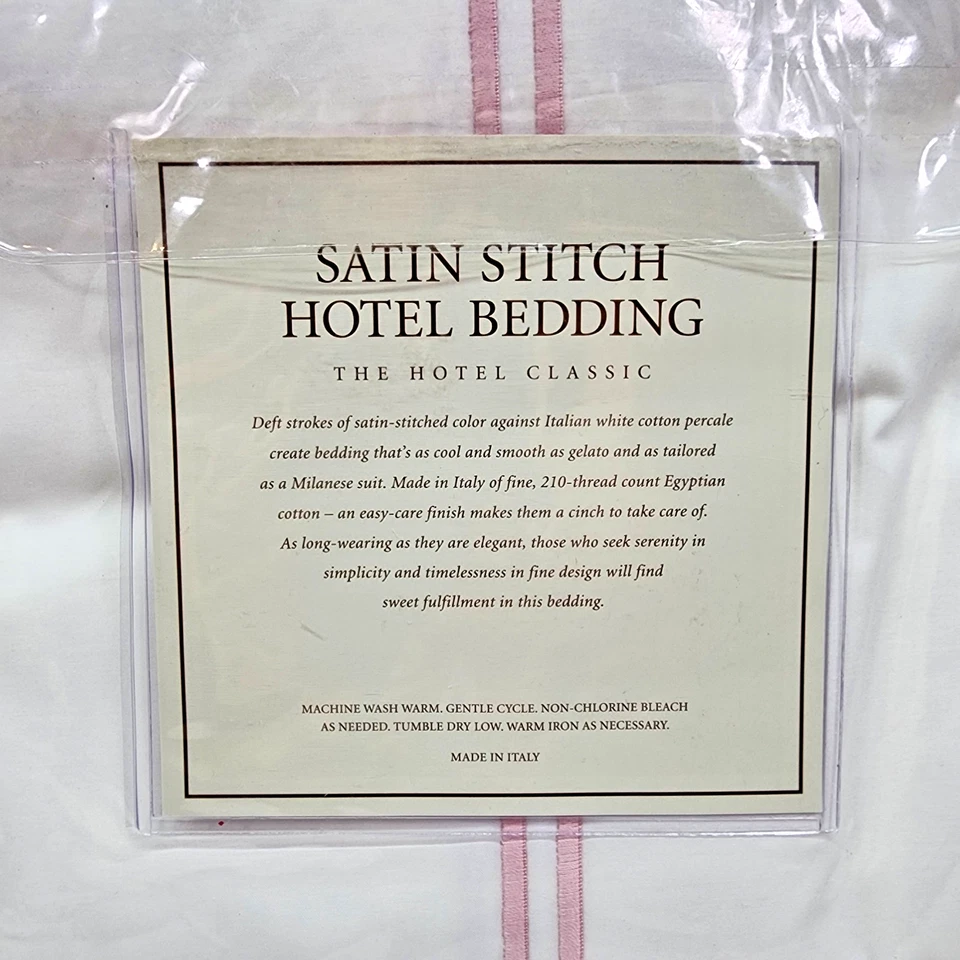 SATIN STITCH
HOTEL BEDDING
THE HOTEL CLASSIC
Deft strokes of satin-stitched color against Italian white cotton percale
create bedding that's as cool and smooth as gelato and as tailored
as a Milanese suit. Made in Italy of fine, 210-thread count Egyptian
cotton – an easy-care finish makes them a cinch to take care of.
As long-wearing as they are elegant, those who seek serenity in
simplicity and timelessness in fine design will find
sweet fulfillment in this bedding.
MACHINE WASH WARM. GENTLE CYCLE. NON-CHLORINE BLEACH
AS NEEDED. TUMBLE DRY LOW. WARM IRON AS NECESSARY.
MADE IN ITALY